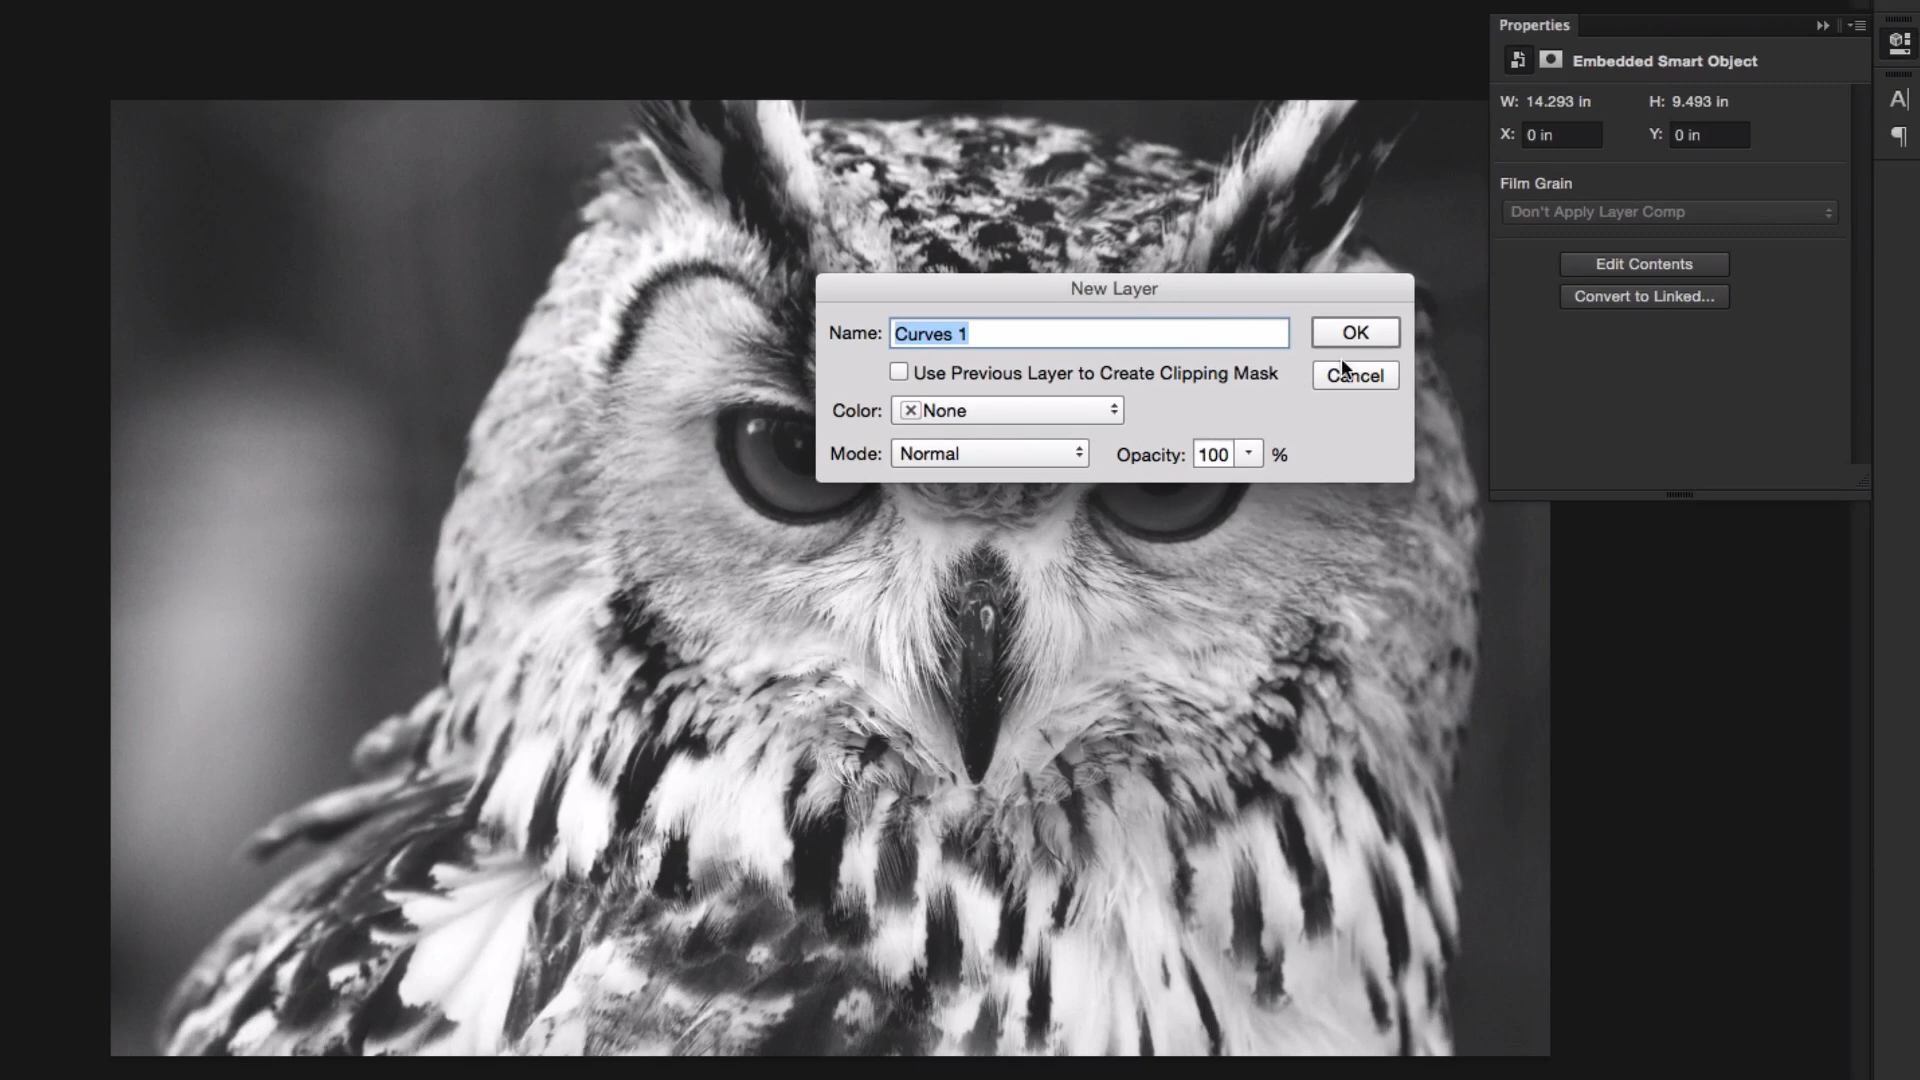 Properties
Embedded Smart Object
W: 14.293 in H: 9.493 in
X: 0 in Y: 0 in
Film Grain
Don't Apply Layer Comp
Edit Contents
Convert to Linked...
New Layer
Name: Curves 1 OK
Use Previous Layer to Create Clipping Mask Cancel
Color: None
Mode: Normal Opacity: 100 %